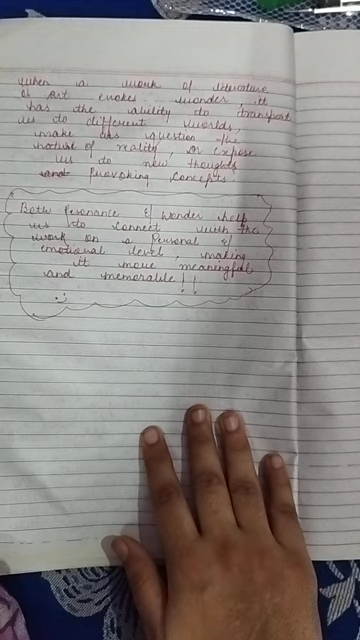 when a work of literature
or art evokes wonder, it
has the ability to transport
us to different worlds,
make us question the
nature of reality, or expose
us to new thoughts
and provoking concepts.
Both Resonance & wonder help
us to connect with the
work on a personal &
emotional level, making
it more meaningful
and memorable!!